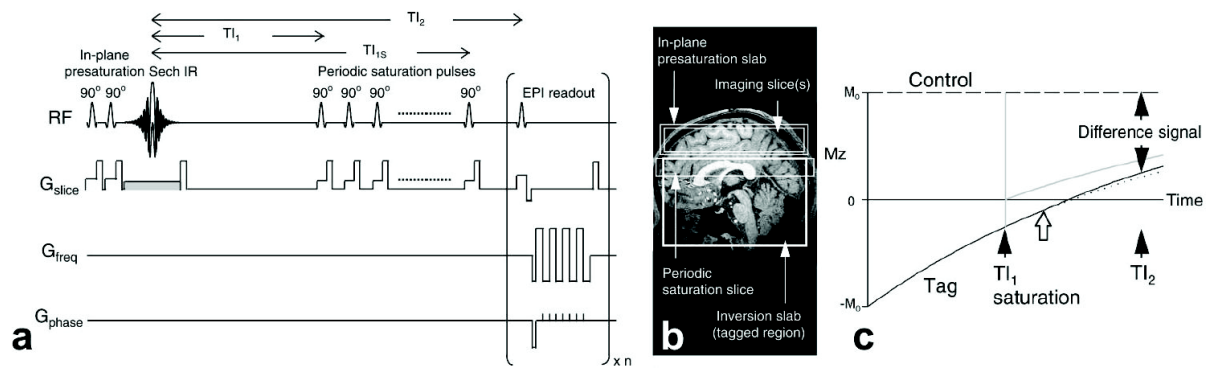 TI₂
TI₁
TI₁S
In-plane
presaturation Sech IR
Periodic saturation pulses
90° 90°
90° 90° 90°
90°
EPI readout
RF
Gslice
Gfreq
Gphase
x n
a
In-plane
presaturation slab
Imaging slice(s)
Periodic
saturation slice
Inversion slab
(tagged region)
b
Control
M₀
Difference signal
Mz
0
Time
Tag
TI₁
saturation
TI₂
-M₀
c